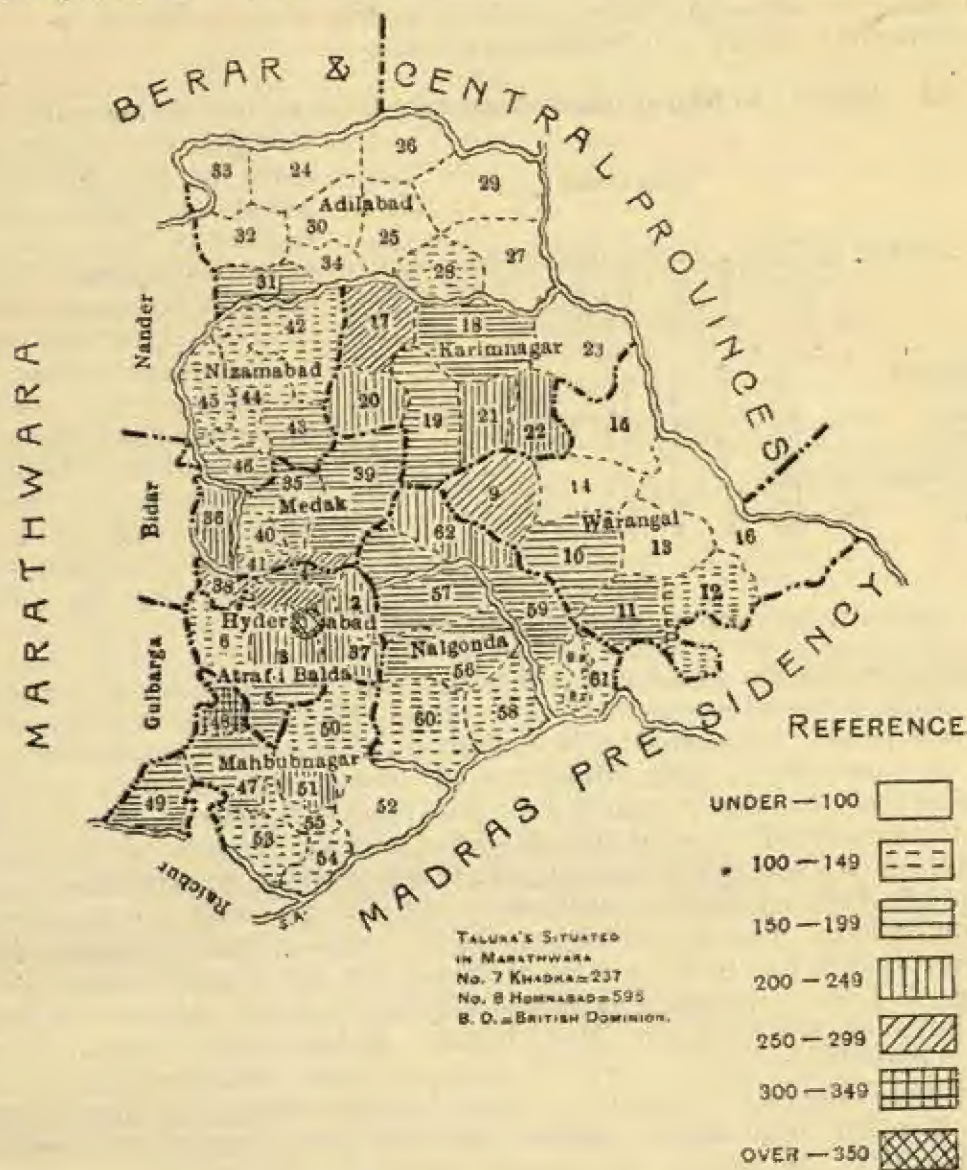 BERAR & CENTRAL PROVINCES
MARATHWARA
Nander
Bidar
Gulbarga
Raichur
MADRAS PRESIDENCY
33
24
26
29
Adilabad
32
30
25
27
34
28
31
42
17
18
Karimnagar
23
Nizamabad
45
44
20
19
21
22
15
43
46
35
39
9
14
Medak
36
40
62
Warangal
10
13
16
41
38
4
2
57
59
11
12
Hyderabad
6
3
37
Nalgonda
Atraf-i Balda
56
61
5
48
50
60
58
Mahbubnagar
49
47
51
52
53
55
54
S.A.
TALUKA'S SITUATED
IN MARATHWARA
No. 7 KHADKA=237
No. 8 HOMNABAD=595
B. D.=BRITISH DOMINION.
REFERENCE
UNDER — 100
100 — 149
150 — 199
200 — 249
250 — 299
300 — 349
OVER — 350